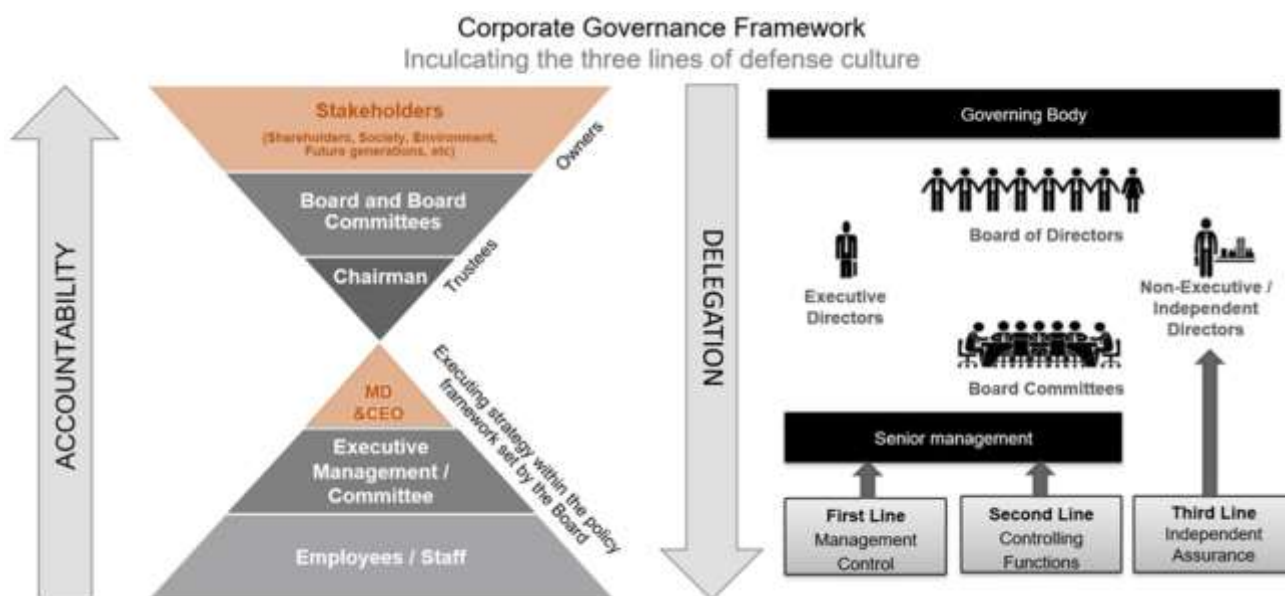 Corporate Governance Framework
Inculcating the three lines of defense culture
ACCOUNTABILITY
Stakeholders
(Shareholders, Society, Environment,
Future generations, etc)
Owners
Board and Board
Committees
Chairman
Trustees
MD
&CEO
Executive
Management /
Committee
Employees / Staff
Executing strategy within the policy
framework set by the Board
DELEGATION
Governing Body
Board of Directors
Executive
Directors
Non-Executive /
Independent
Directors
Board Committees
Senior management
First Line
Management
Control
Second Line
Controlling
Functions
Third Line
Independent
Assurance